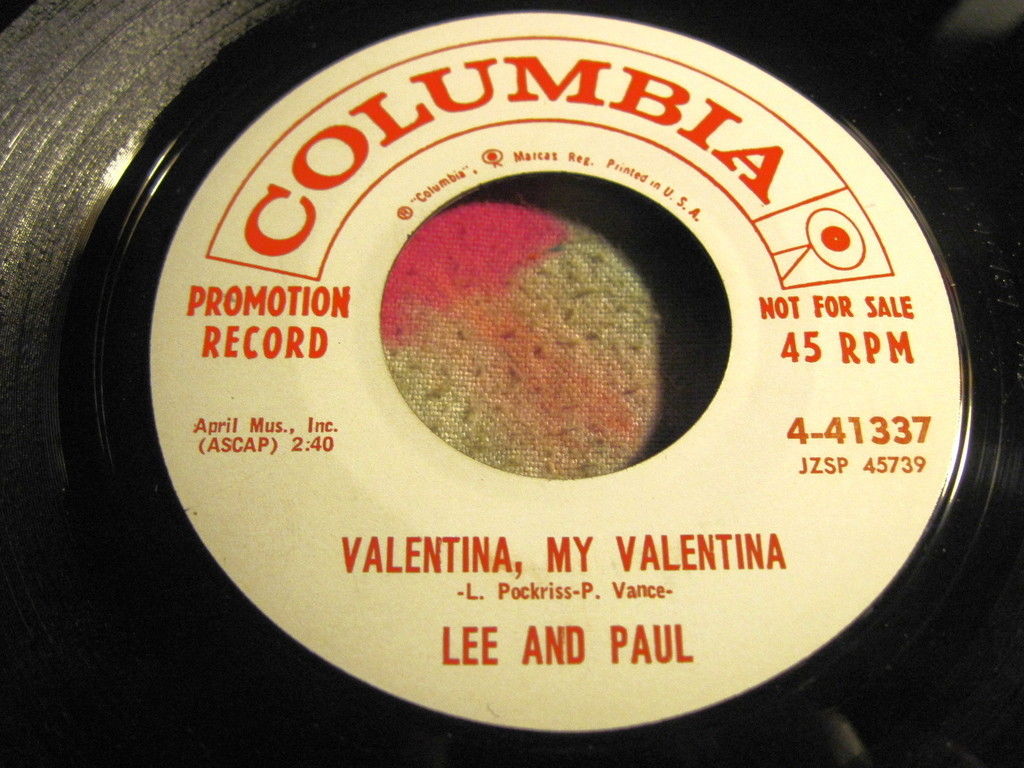 COLUMBIA
® "Columbia", Marcas Reg. Printed in U. S. A.
PROMOTION
RECORD
NOT FOR SALE
45 RPM
April Mus., Inc.
(ASCAP) 2:40
4-41337
JZSP 45739
VALENTINA, MY VALENTINA
-L. Pockriss-P. Vance-
LEE AND PAUL